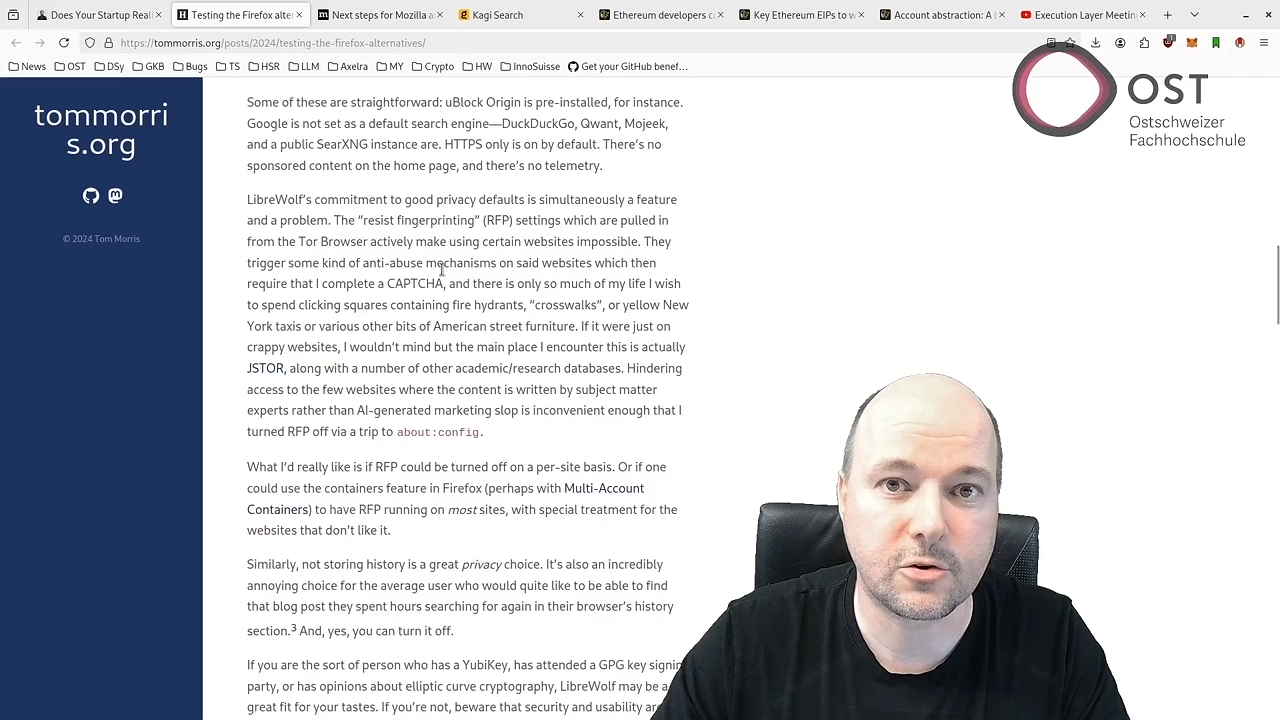 Does Your Startup Reall
Testing the Firefox alter
Next steps for Mozilla a
Kagi Search
Ethereum developers c
Key Ethereum EIPs to w
Account abstraction: A b
Execution Layer Meetin
https://tommorris.org/posts/2024/testing-the-firefox-alternatives/
News OST DSy GKB Bugs TS HSR LLM Axelra MY Crypto HW InnoSuisse Get your GitHub benef…
OST
Ostschweizer
Fachhochschule
tommorri
s.org
© 2024 Tom Morris
Some of these are straightforward: uBlock Origin is pre-installed, for instance.
Google is not set as a default search engine—DuckDuckGo, Qwant, Mojeek,
and a public SearXNG instance are. HTTPS only is on by default. There’s no
sponsored content on the home page, and there’s no telemetry.
LibreWolf’s commitment to good privacy defaults is simultaneously a feature
and a problem. The “resist fingerprinting” (RFP) settings which are pulled in
from the Tor Browser actively make using certain websites impossible. They
trigger some kind of anti-abuse mechanisms on said websites which then
require that I complete a CAPTCHA, and there is only so much of my life I wish
to spend clicking squares containing fire hydrants, “crosswalks”, or yellow New
York taxis or various other bits of American street furniture. If it were just on
crappy websites, I wouldn’t mind but the main place I encounter this is actually
JSTOR, along with a number of other academic/research databases. Hindering
access to the few websites where the content is written by subject matter
experts rather than AI-generated marketing slop is inconvenient enough that I
turned RFP off via a trip to about:config.
What I’d really like is if RFP could be turned off on a per-site basis. Or if one
could use the containers feature in Firefox (perhaps with Multi-Account
Containers) to have RFP running on most sites, with special treatment for the
websites that don’t like it.
Similarly, not storing history is a great privacy choice. It’s also an incredibly
annoying choice for the average user who would quite like to be able to find
that blog post they spent hours searching for again in their browser’s history
section.3 And, yes, you can turn it off.
If you are the sort of person who has a YubiKey, has attended a GPG key signin
party, or has opinions about elliptic curve cryptography, LibreWolf may be a
great fit for your tastes. If you’re not, beware that security and usability ar